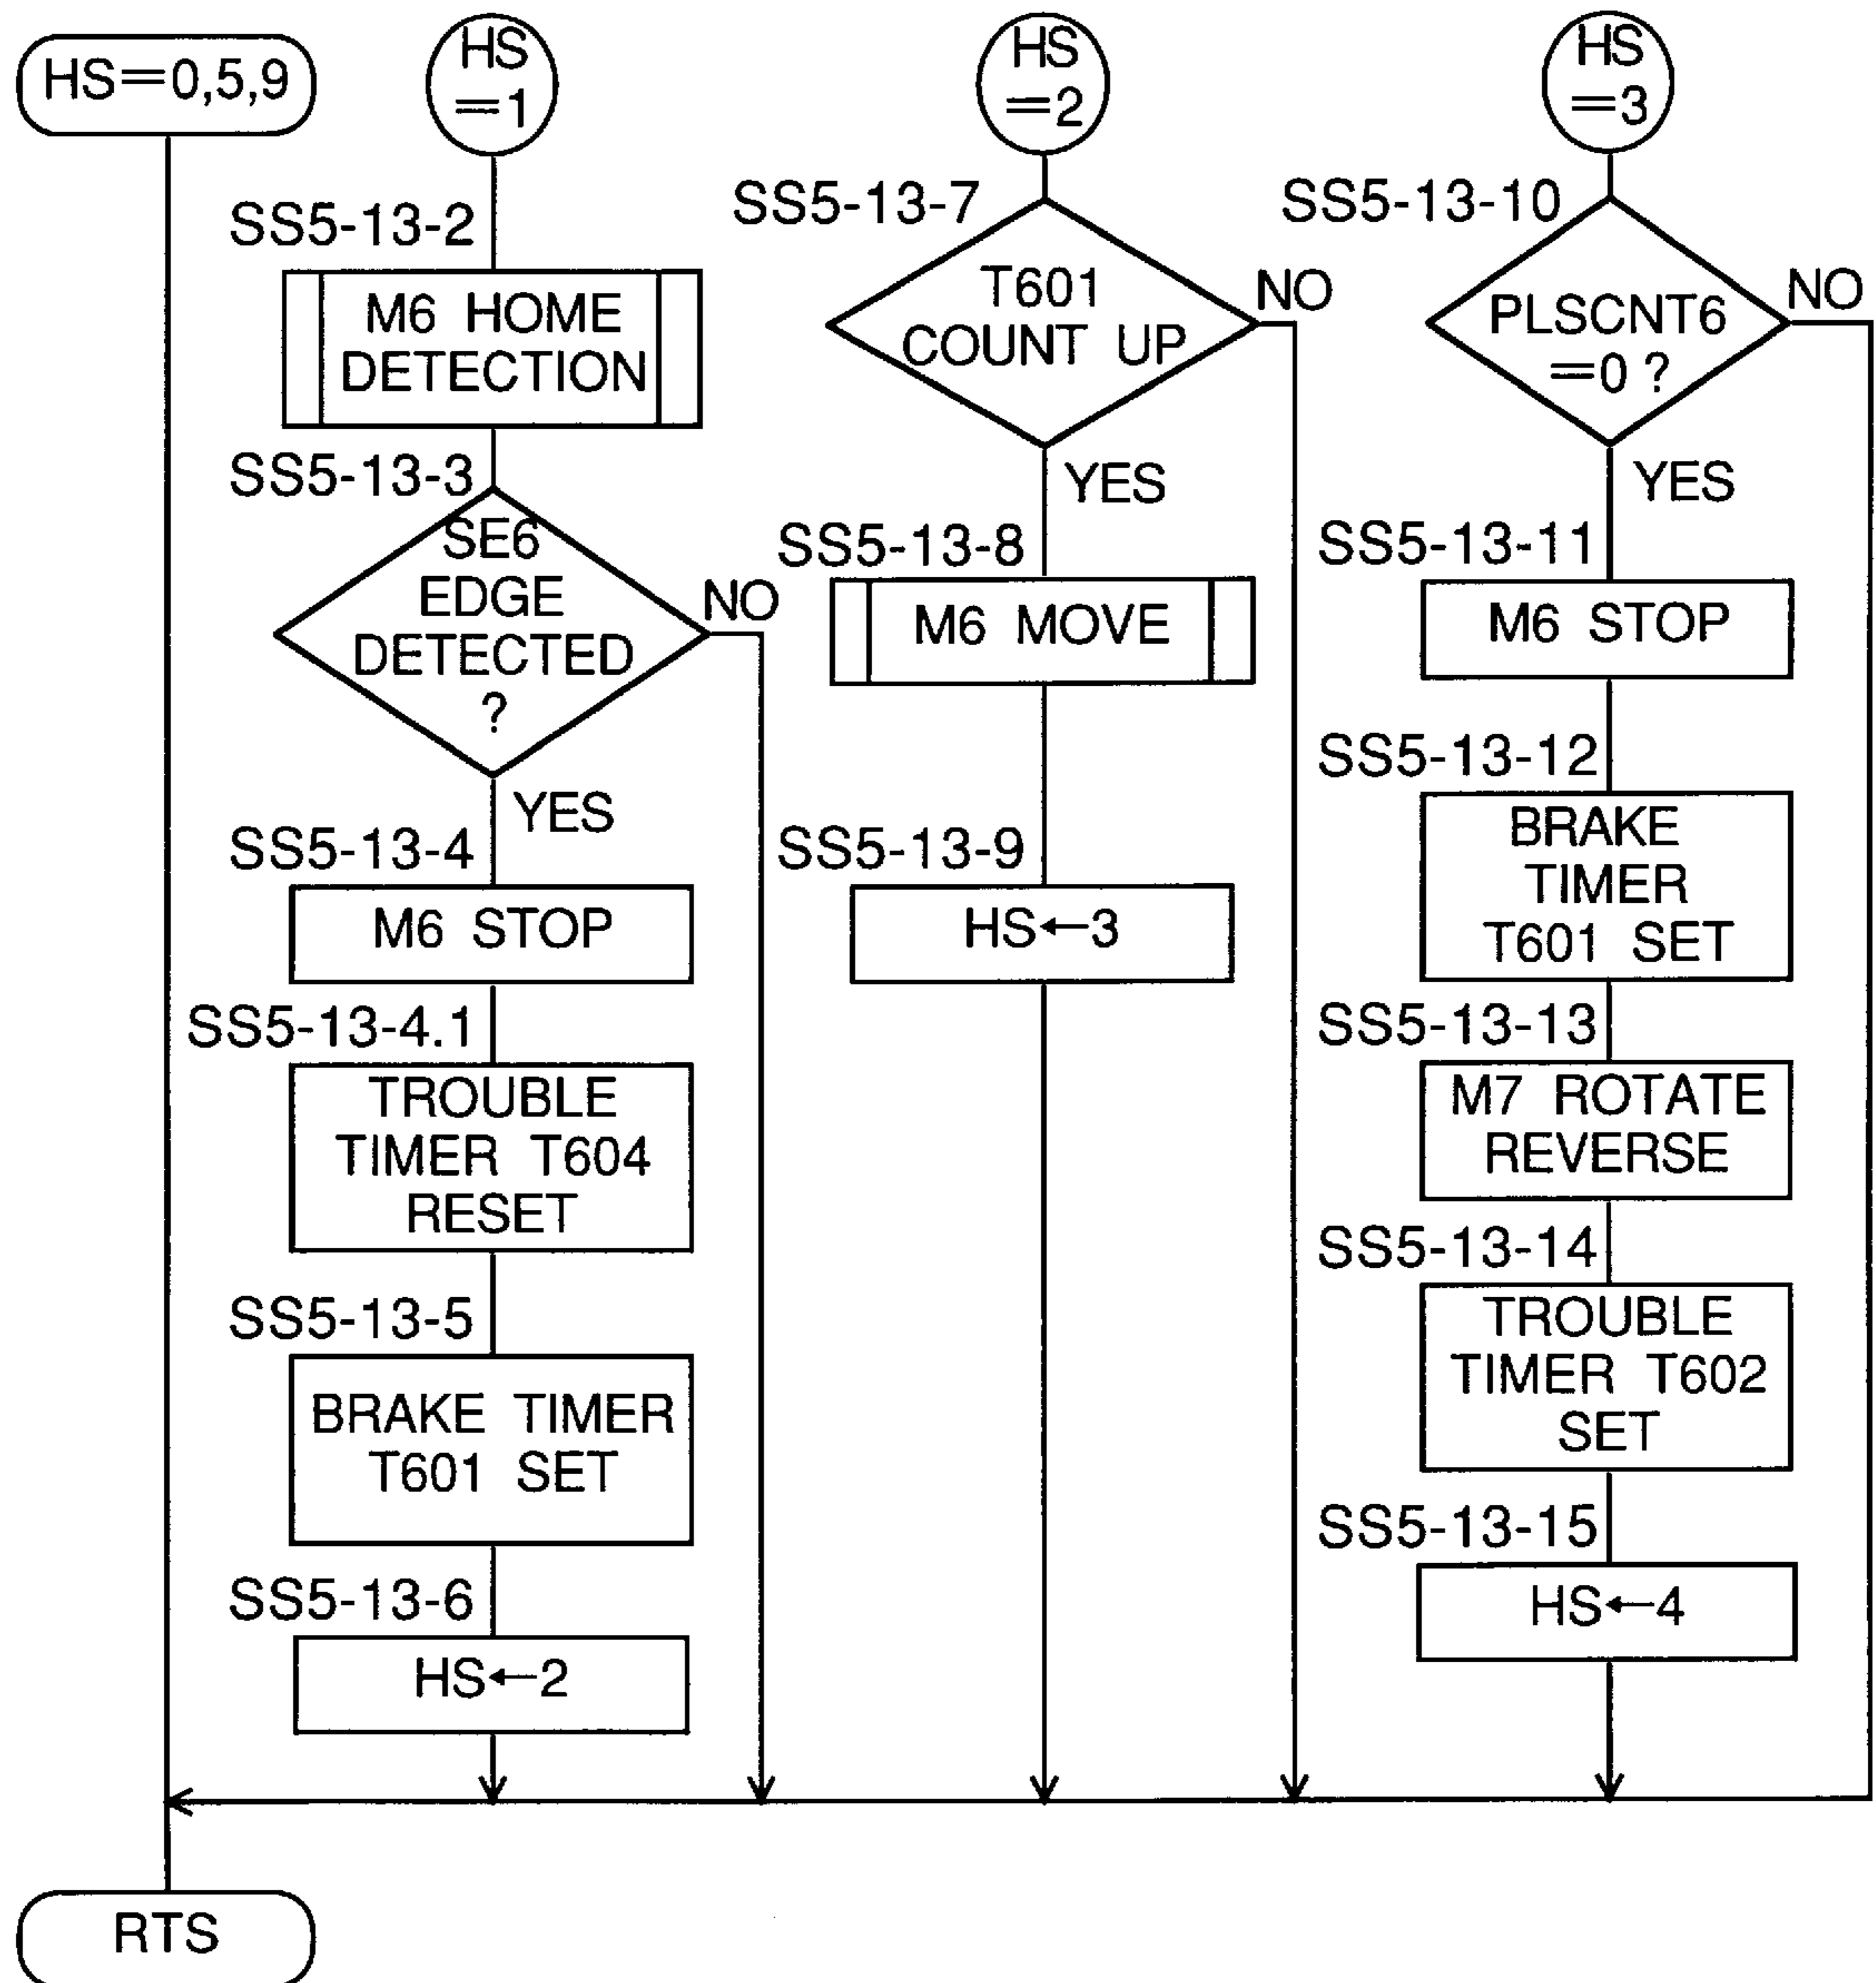 HS=0,5,9
HS
=1
SS5-13-2
M6 HOME
DETECTION
SS5-13-3
SE6
EDGE
DETECTED
?
NO
YES
SS5-13-4
M6 STOP
SS5-13-4.1
TROUBLE
TIMER T604
RESET
SS5-13-5
BRAKE TIMER
T601 SET
SS5-13-6
HS←2
HS
=2
SS5-13-7
T601
COUNT UP
NO
YES
SS5-13-8
M6 MOVE
SS5-13-9
HS←3
HS
=3
SS5-13-10
PLSCNT6
=0 ?
NO
YES
SS5-13-11
M6 STOP
SS5-13-12
BRAKE
TIMER
T601 SET
SS5-13-13
M7 ROTATE
REVERSE
SS5-13-14
TROUBLE
TIMER T602
SET
SS5-13-15
HS←4
RTS